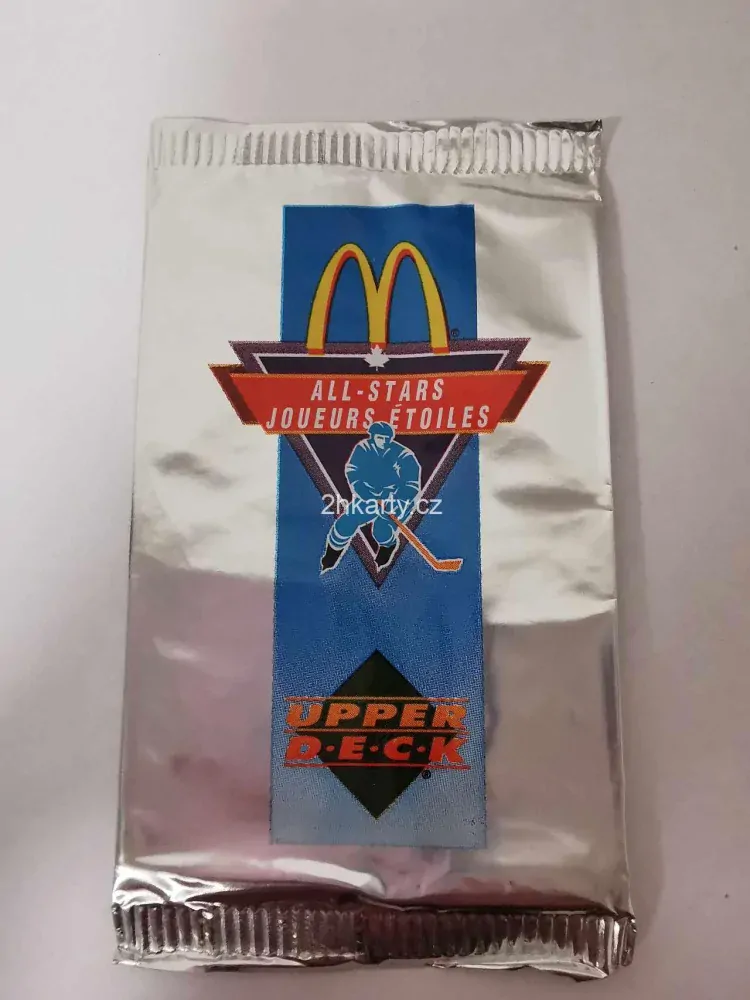 M
®
ALL-STARS
JOUEURS ÉTOILES
2hkarty.cz
UPPER
D·E·C·K
®